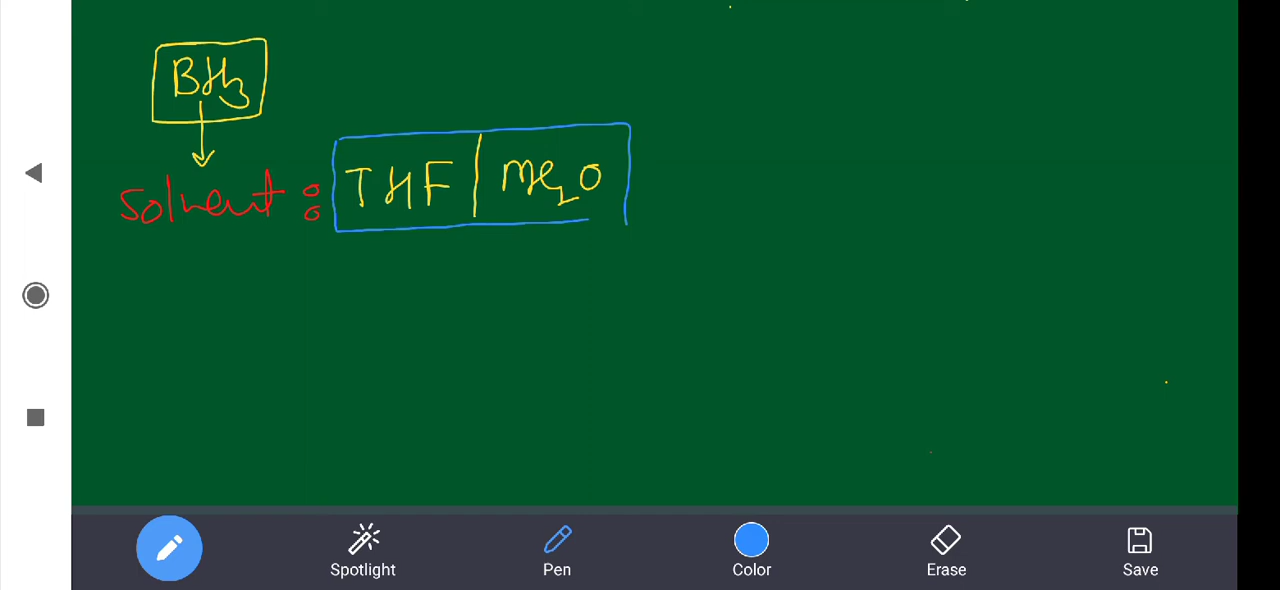 BH3
Solvent : THF | Me2O
Spotlight
Pen
Color
Erase
Save